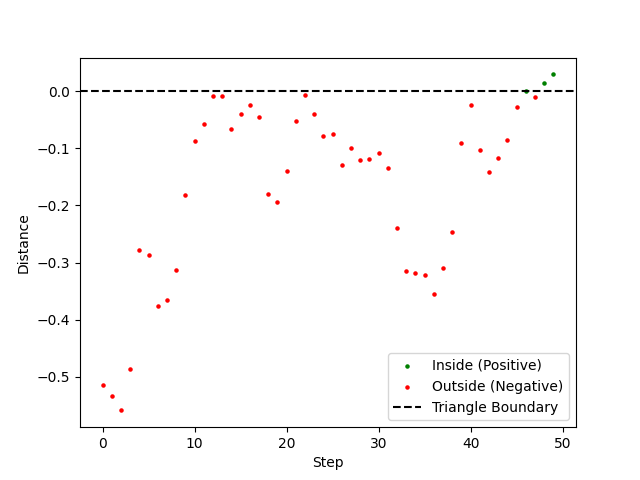 0.0
−0.1
−0.2
−0.3
−0.4
−0.5
Distance
0 10 20 30 40 50
Step
Inside (Positive)
Outside (Negative)
Triangle Boundary